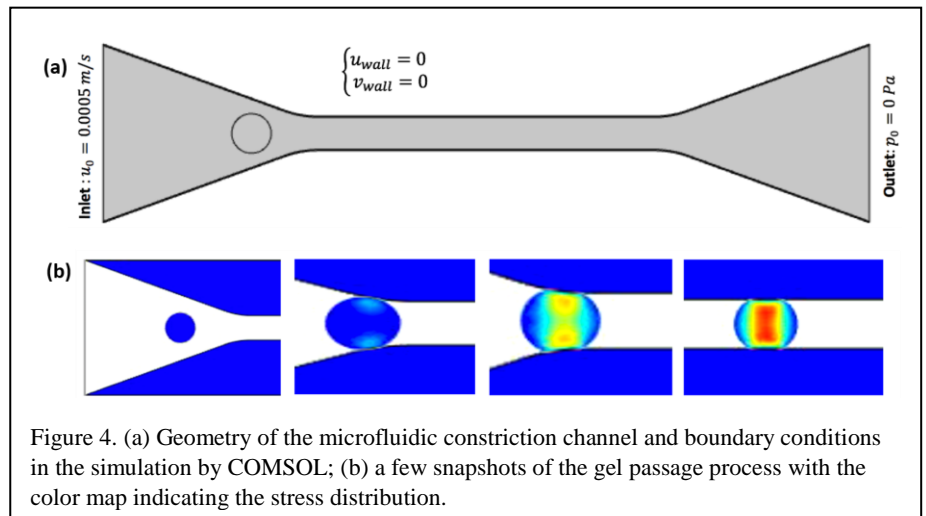 (a)
Inlet : u₀ = 0.0005 m/s
{u_wall = 0
v_wall = 0
Outlet: p₀ = 0 Pa
(b)
Figure 4. (a) Geometry of the microfluidic constriction channel and boundary conditions
in the simulation by COMSOL; (b) a few snapshots of the gel passage process with the
color map indicating the stress distribution.